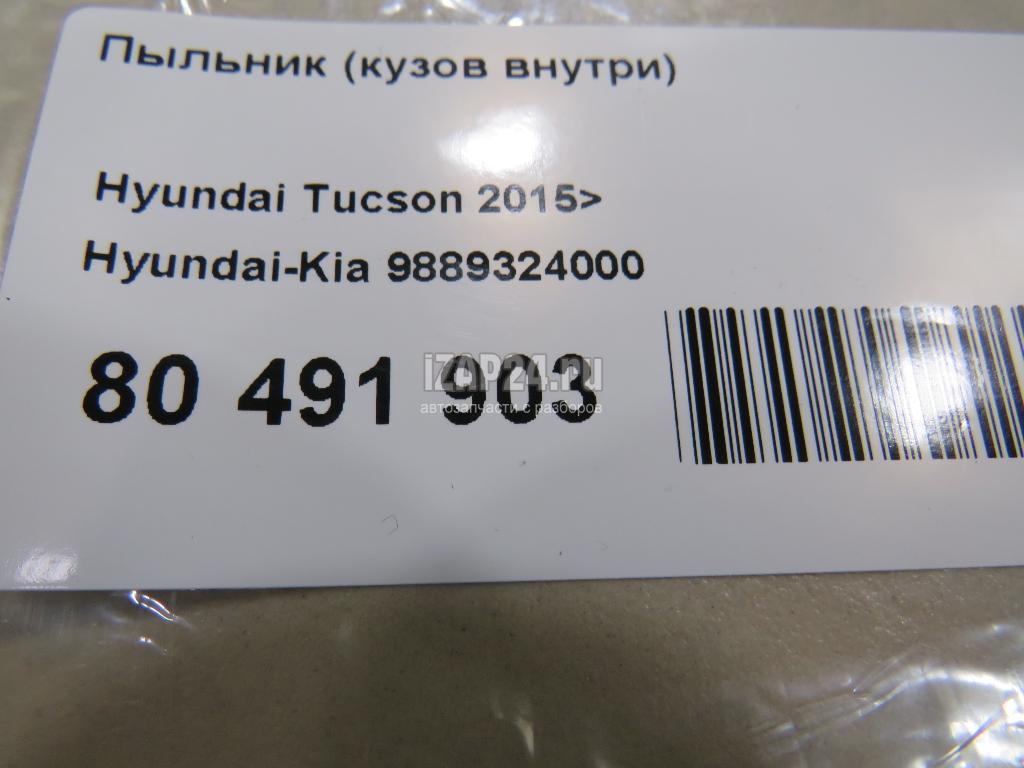 Пыльник (кузов внутри)
Hyundai Tucson 2015>
Hyundai-Kia 9889324000
80 491 903
iZAP24.ru
автозапчасти с разборов